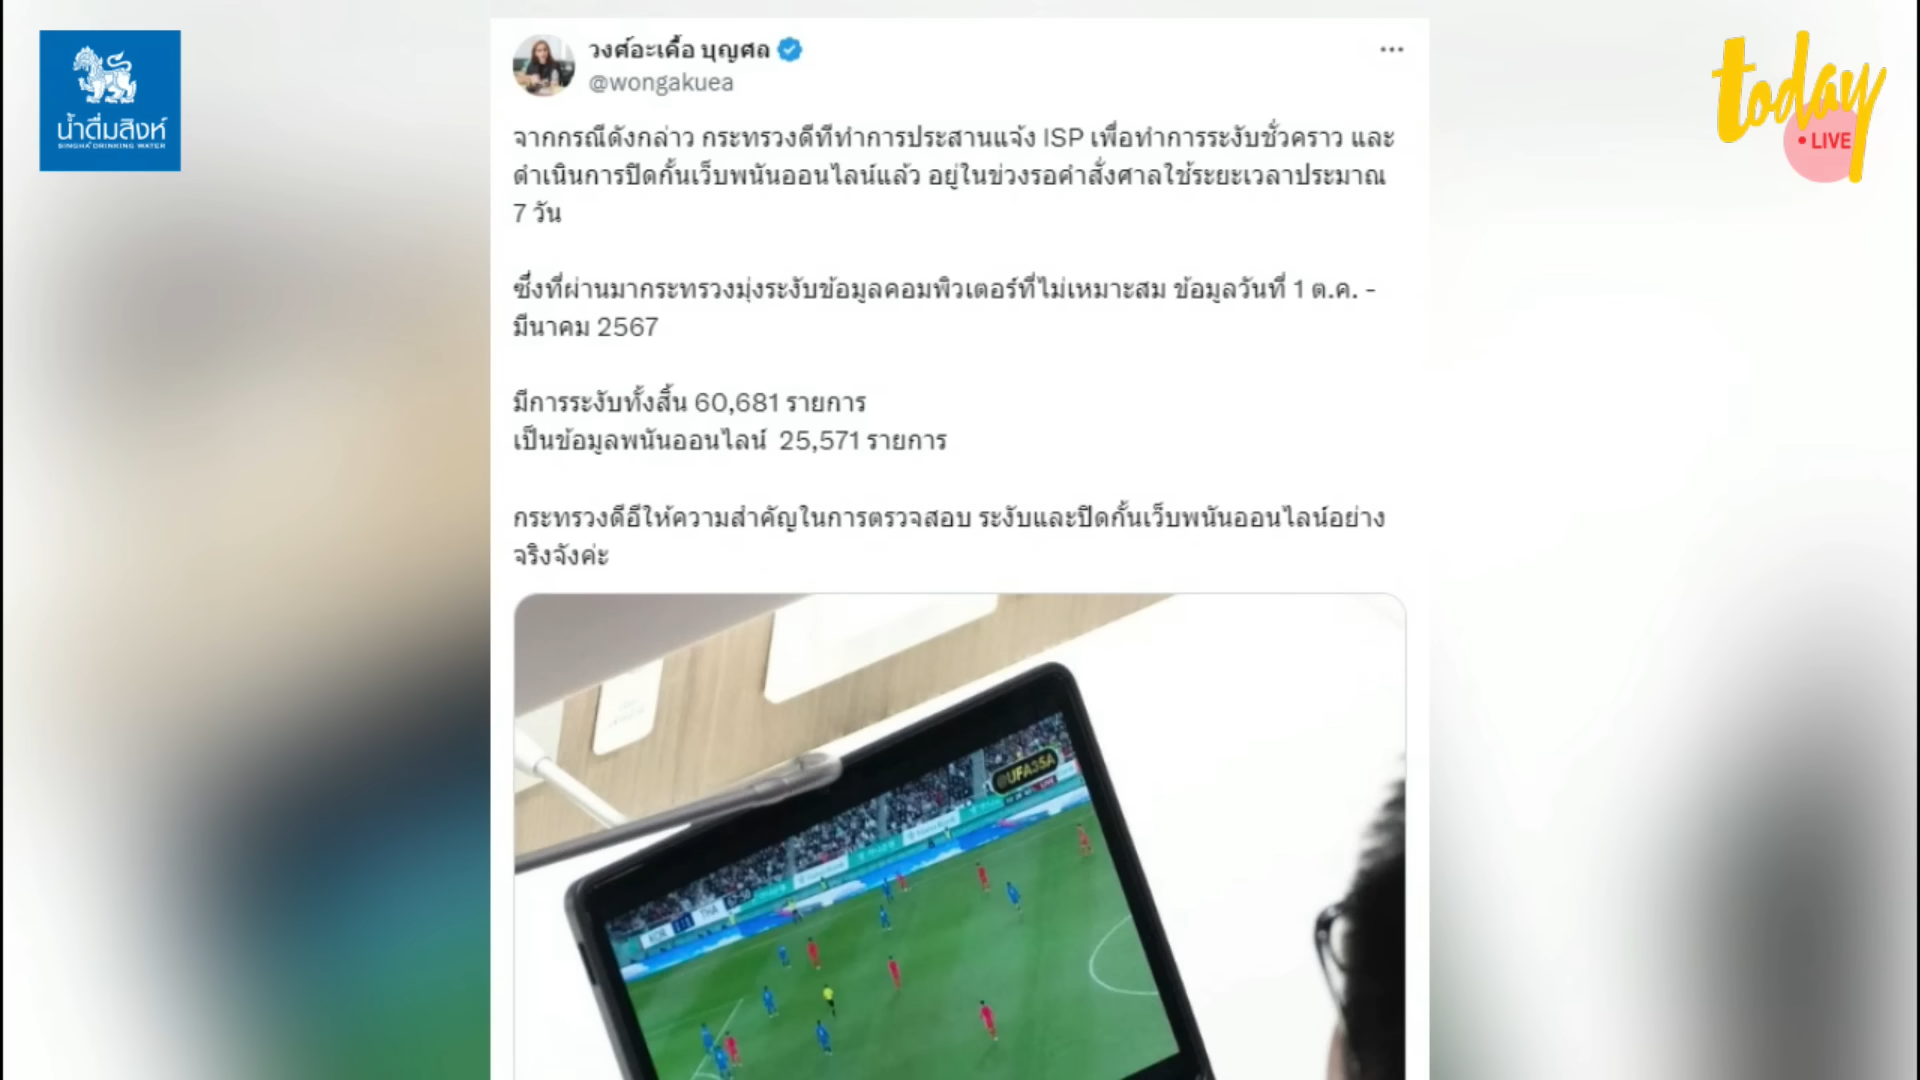 น้ำดื่มสิงห์
SINGHA DRINKING WATER
today
LIVE
วงศ์อะเคื้อ บุญศล
@wongakuea
จากกรณีดังกล่าว กระทรวงดีทีทำการประสานแจ้ง ISP เพื่อทำการระงับชั่วคราว และ
ดำเนินการปิดกั้นเว็บพนันออนไลน์แล้ว อยู่ในช่วงรอคำสั่งศาลใช้ระยะเวลาประมาณ
7 วัน
ซึ่งที่ผ่านมากระทรวงมุ่งระงับข้อมูลคอมพิวเตอร์ที่ไม่เหมาะสม ข้อมูลวันที่ 1 ต.ค. -
มีนาคม 2567
มีการระงับทั้งสิ้น 60,681 รายการ
เป็นข้อมูลพนันออนไลน์ 25,571 รายการ
กระทรวงดีอีให้ความสำคัญในการตรวจสอบ ระงับและปิดกั้นเว็บพนันออนไลน์อย่าง
จริงจังค่ะ
@UFA35A
KOR
THA